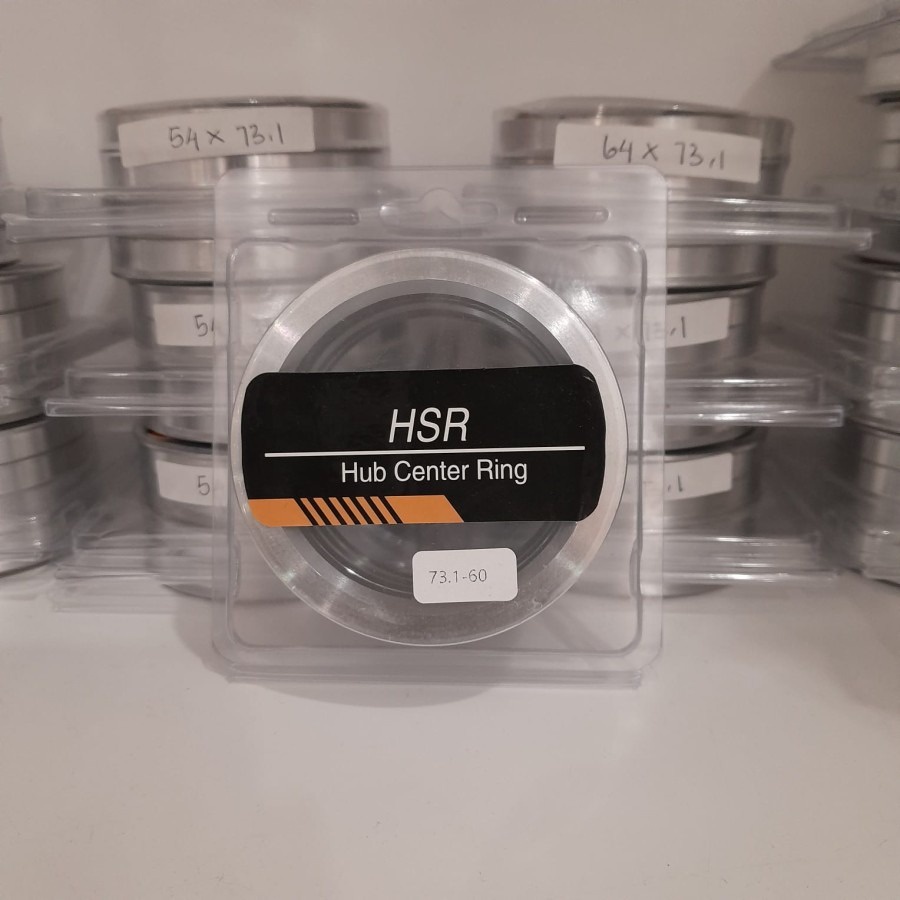 54 x 73.1
64 x 73.1
HSR
Hub Center Ring
73.1-60